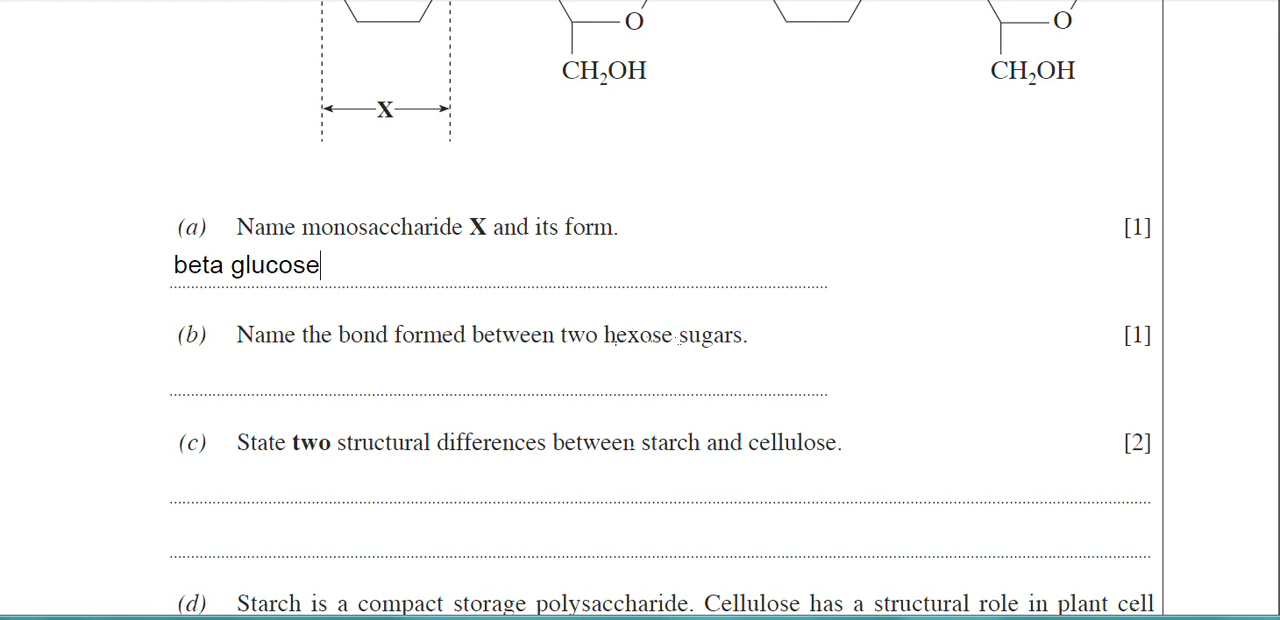 O O
CH₂OH CH₂OH
X
(a) Name monosaccharide X and its form. [1]
beta glucose
(b) Name the bond formed between two hexose sugars. [1]
(c) State two structural differences between starch and cellulose. [2]
(d) Starch is a compact storage polysaccharide. Cellulose has a structural role in plant cell